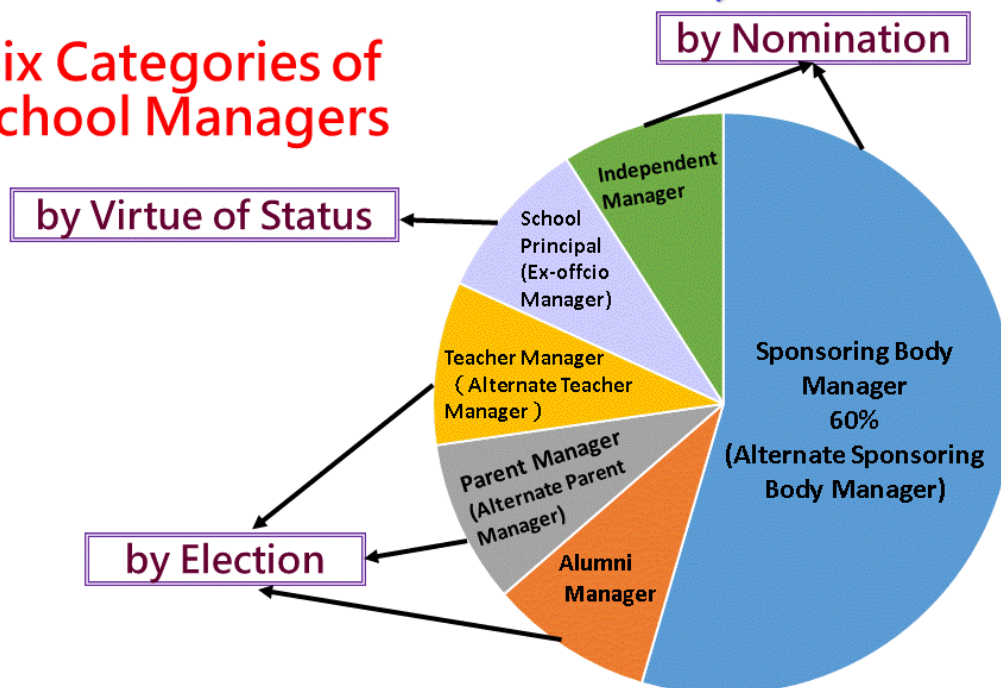 by Nomination
ix Categories of
chool Managers
by Virtue of Status
Independent
Manager
School
Principal
(Ex-offcio
Manager)
Sponsoring Body
Manager
60%
(Alternate Sponsoring
Body Manager)
Teacher Manager
（Alternate Teacher
Manager）
Parent Manager
(Alternate Parent
Manager)
by Election
Alumni
Manager